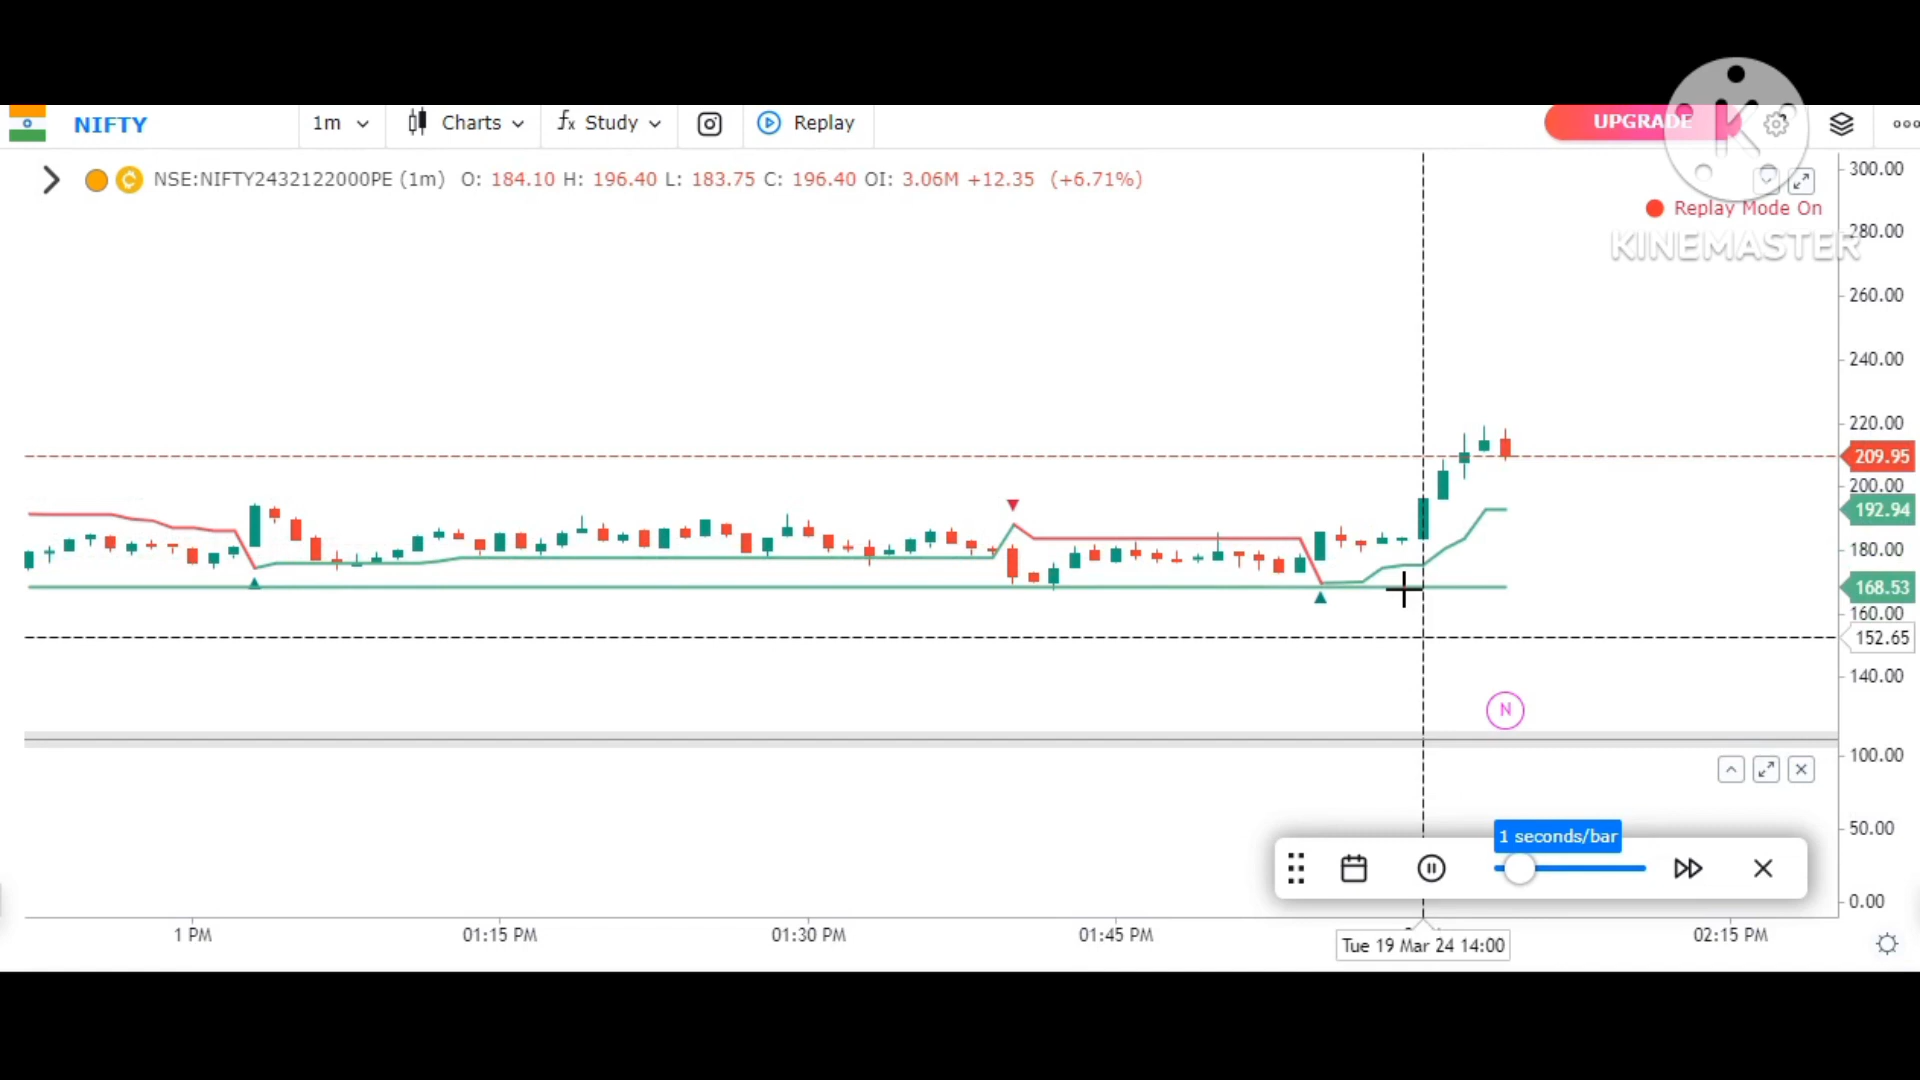 NIFTY 1m Charts fx Study Replay UPGRADE
NSE:NIFTY2432122000PE (1m) O: 184.10 H: 196.40 L: 183.75 C: 196.40 OI: 3.06M +12.35 (+6.71%)
K
Replay Mode On
KINEMASTER
300.00
280.00
260.00
240.00
220.00
209.95
200.00
192.94
180.00
168.53
160.00
152.65
140.00
N
100.00
50.00
0.00
1 seconds/bar
1 PM 01:15 PM 01:30 PM 01:45 PM 02:15 PM
Tue 19 Mar 24 14:00